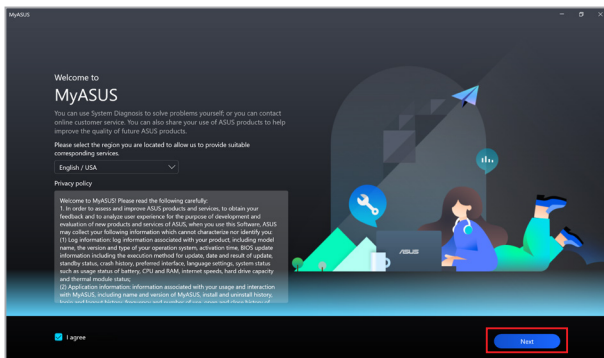 MyASUS
Welcome to
MyASUS
You can use System Diagnosis to solve problems yourself; or you can contact
online customer service. You can also share your use of ASUS products to help
improve the quality of future ASUS products.
Please select the region you are located to allow us to provide suitable
corresponding services.
English / USA
Privacy policy
Welcome to MyASUS! Please read the following carefully:
1. In order to assess and improve ASUS products and services, to obtain your
feedback and to analyze user experience for the purpose of development and
evaluation of new products and services of ASUS, when you use this Software, ASUS
may collect your following information which cannot characterize nor identify you:
(1) Log information: log information associated with your product, including model
name, the version and type of your operation system, activation time, BIOS update
information including the execution method for update, date and result of update,
standby status, crash history, preferred interface, language settings, system status
such as usage status of battery, CPU and RAM, internet speeds, hard drive capacity
and thermal module status;
(2) Application information: information associated with your usage and interaction
with MyASUS, including name and version of MyASUS, install and uninstall history,
ASUS
I agree
Next